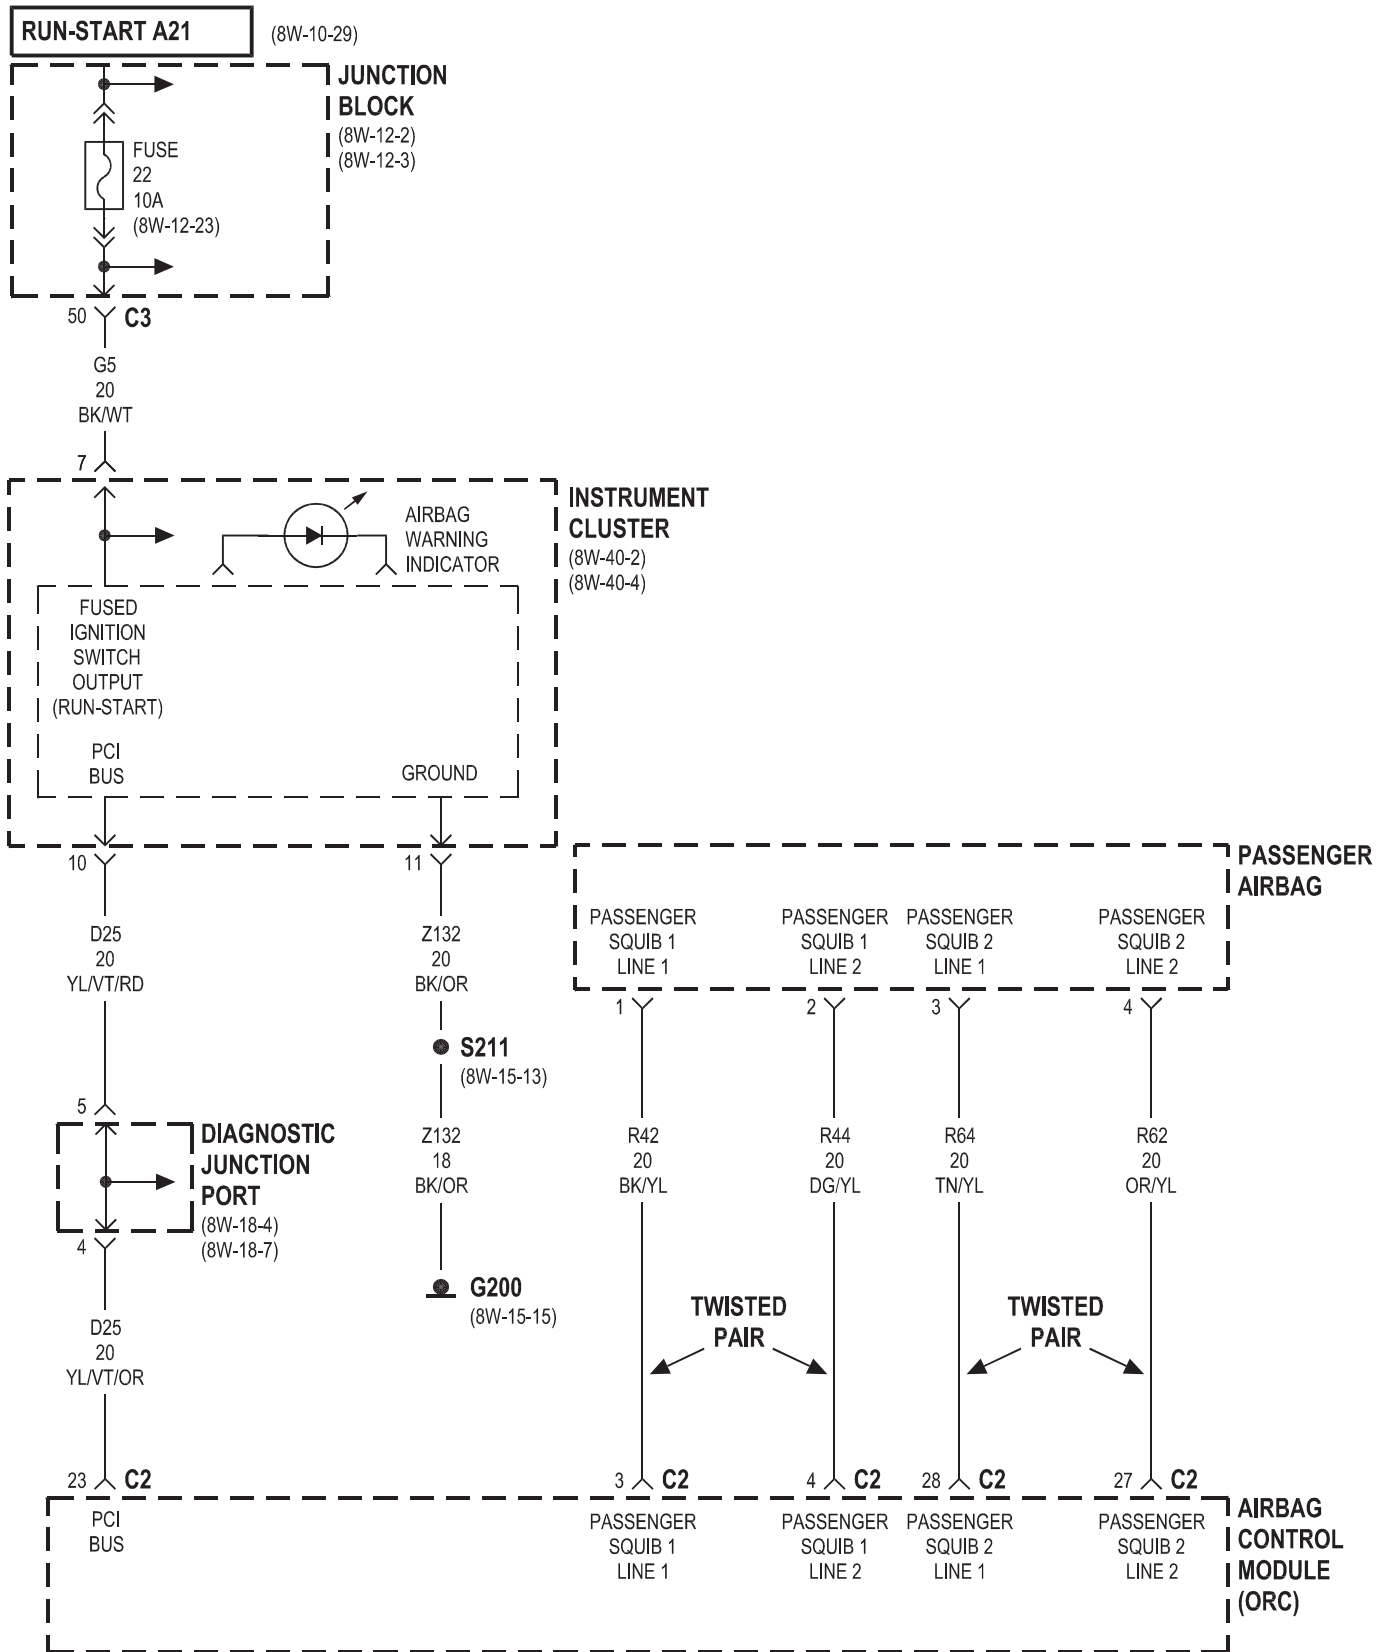 RUN-START A21
(8W-10-29)
JUNCTION
BLOCK
(8W-12-2)
(8W-12-3)
FUSE
22
10A
(8W-12-23)
50
C3
G5
20
BK/WT
7
INSTRUMENT
CLUSTER
(8W-40-2)
(8W-40-4)
AIRBAG
WARNING
INDICATOR
FUSED
IGNITION
SWITCH
OUTPUT
(RUN-START)
PCI
BUS
GROUND
10
11
D25
20
YL/VT/RD
Z132
20
BK/OR
S211
(8W-15-13)
5
DIAGNOSTIC
JUNCTION
PORT
(8W-18-4)
(8W-18-7)
4
Z132
18
BK/OR
G200
(8W-15-15)
D25
20
YL/VT/OR
PASSENGER
AIRBAG
PASSENGER
SQUIB 1
LINE 1
PASSENGER
SQUIB 1
LINE 2
PASSENGER
SQUIB 2
LINE 1
PASSENGER
SQUIB 2
LINE 2
1
2
3
4
R42
20
BK/YL
R44
20
DG/YL
R64
20
TN/YL
R62
20
OR/YL
TWISTED
PAIR
TWISTED
PAIR
23
C2
3
C2
4
C2
28
C2
27
C2
PCI
BUS
PASSENGER
SQUIB 1
LINE 1
PASSENGER
SQUIB 1
LINE 2
PASSENGER
SQUIB 2
LINE 1
PASSENGER
SQUIB 2
LINE 2
AIRBAG
CONTROL
MODULE
(ORC)